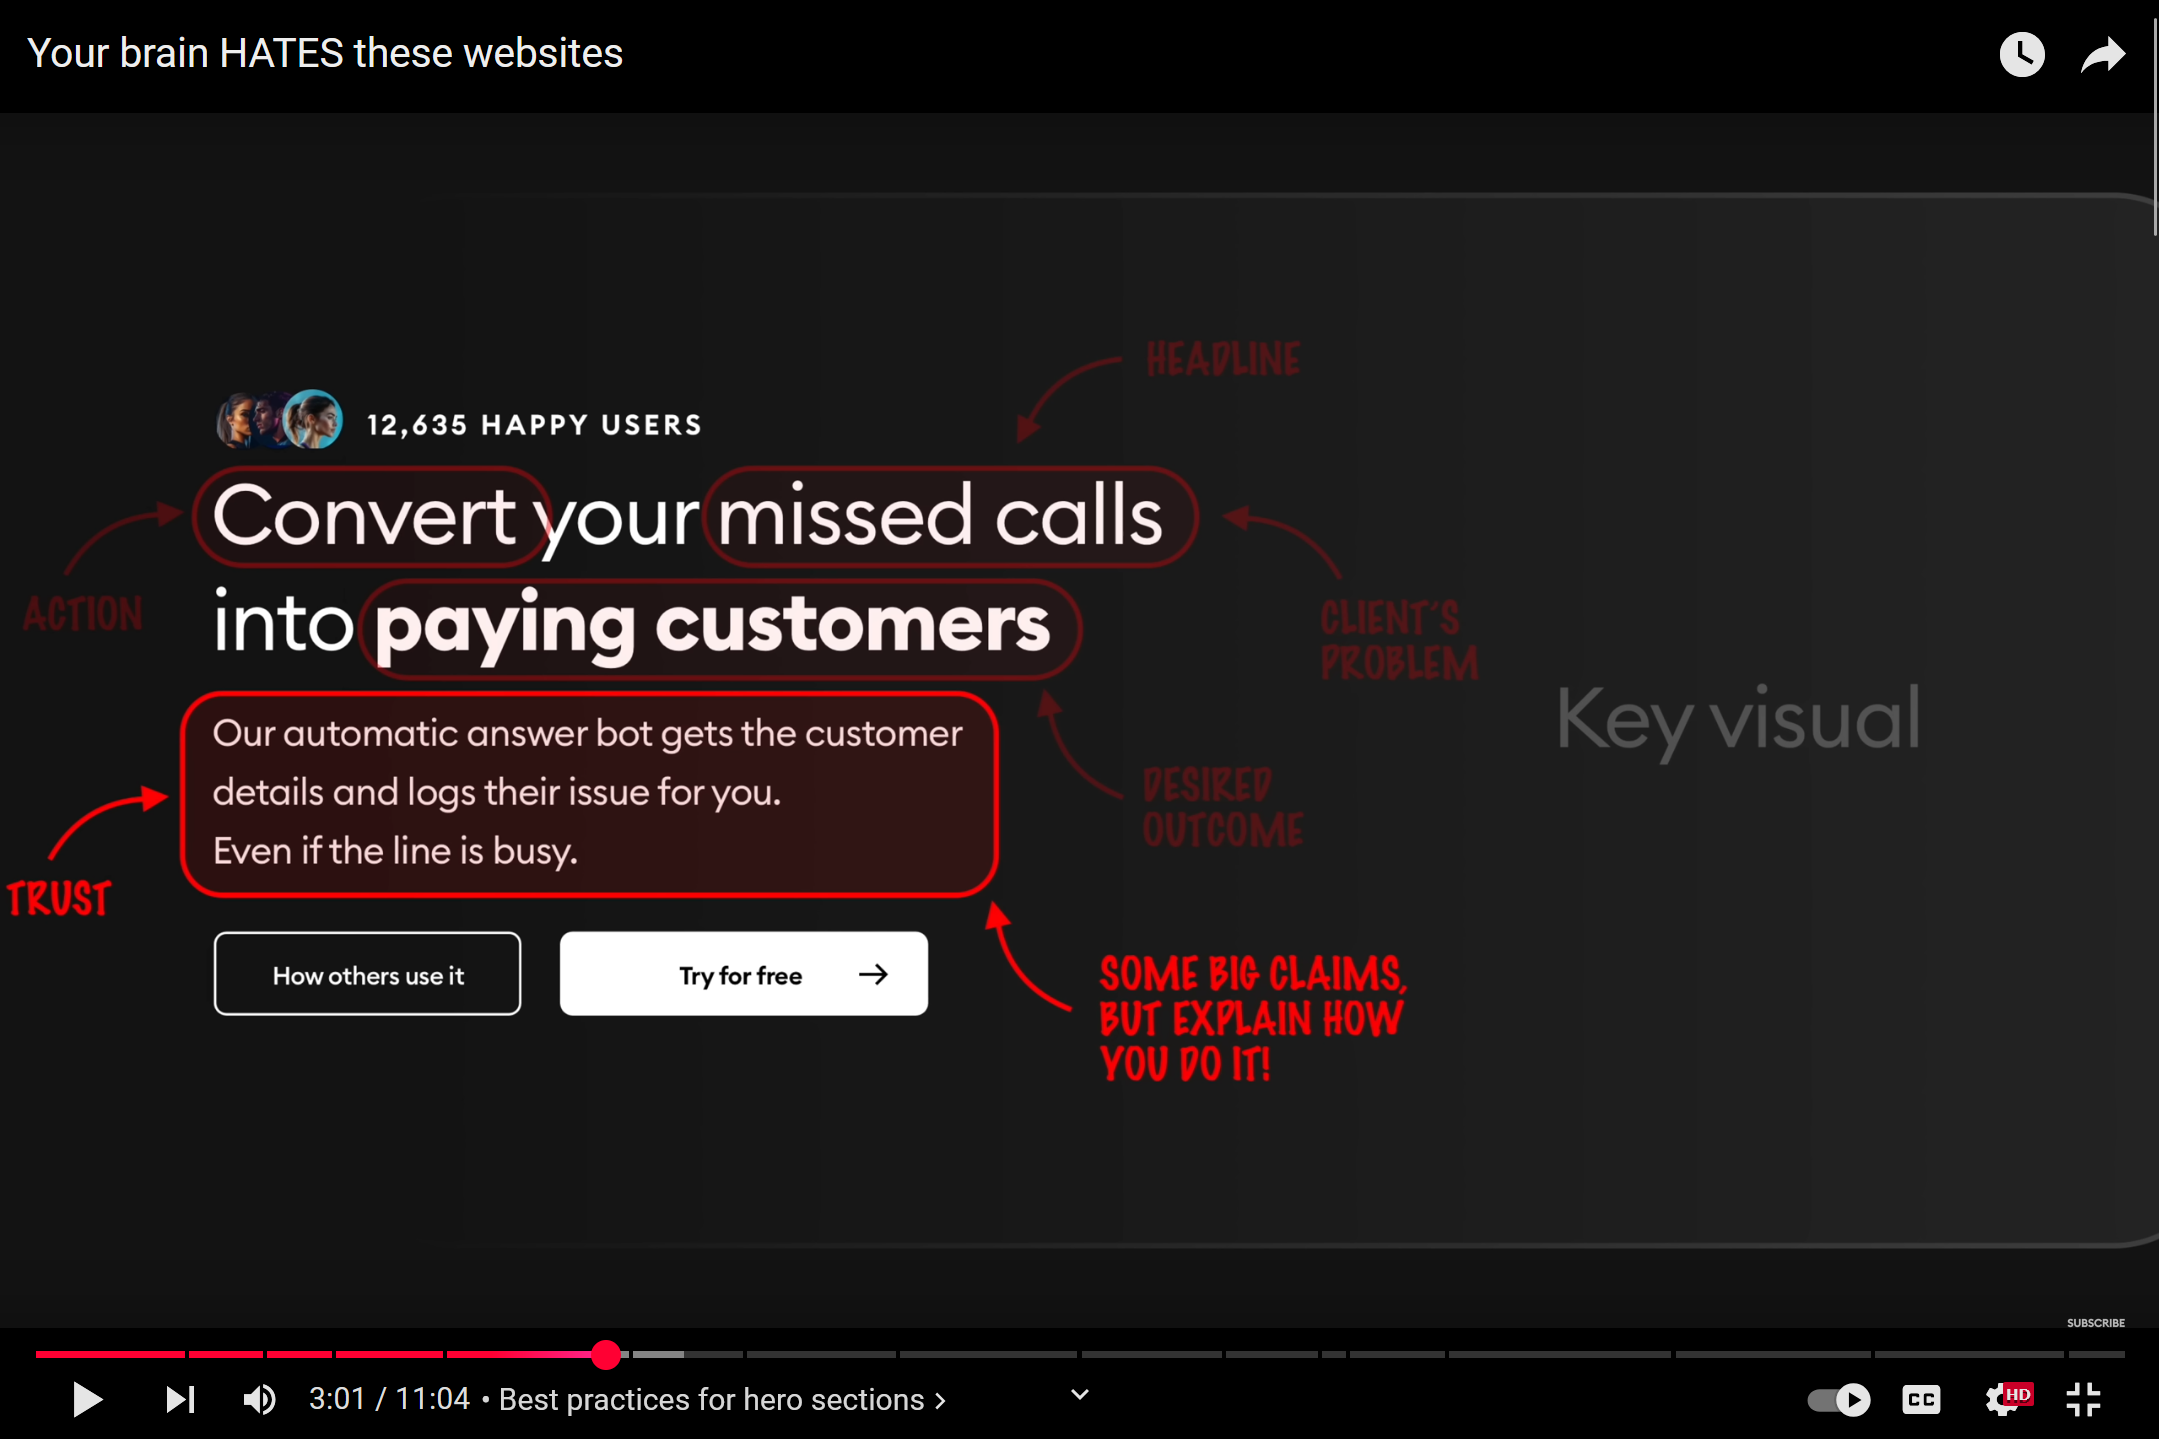 Your brain HATES these websites
HEADLINE
12,635 HAPPY USERS
Convert your missed calls
into paying customers
ACTION
CLIENT'S
PROBLEM
Key visual
Our automatic answer bot gets the customer
details and logs their issue for you.
Even if the line is busy.
DESIRED
OUTCOME
TRUST
How others use it
Try for free
SOME BIG CLAIMS,
BUT EXPLAIN HOW
YOU DO IT!
SUBSCRIBE
3:01 / 11:04 • Best practices for hero sections
CC
HD